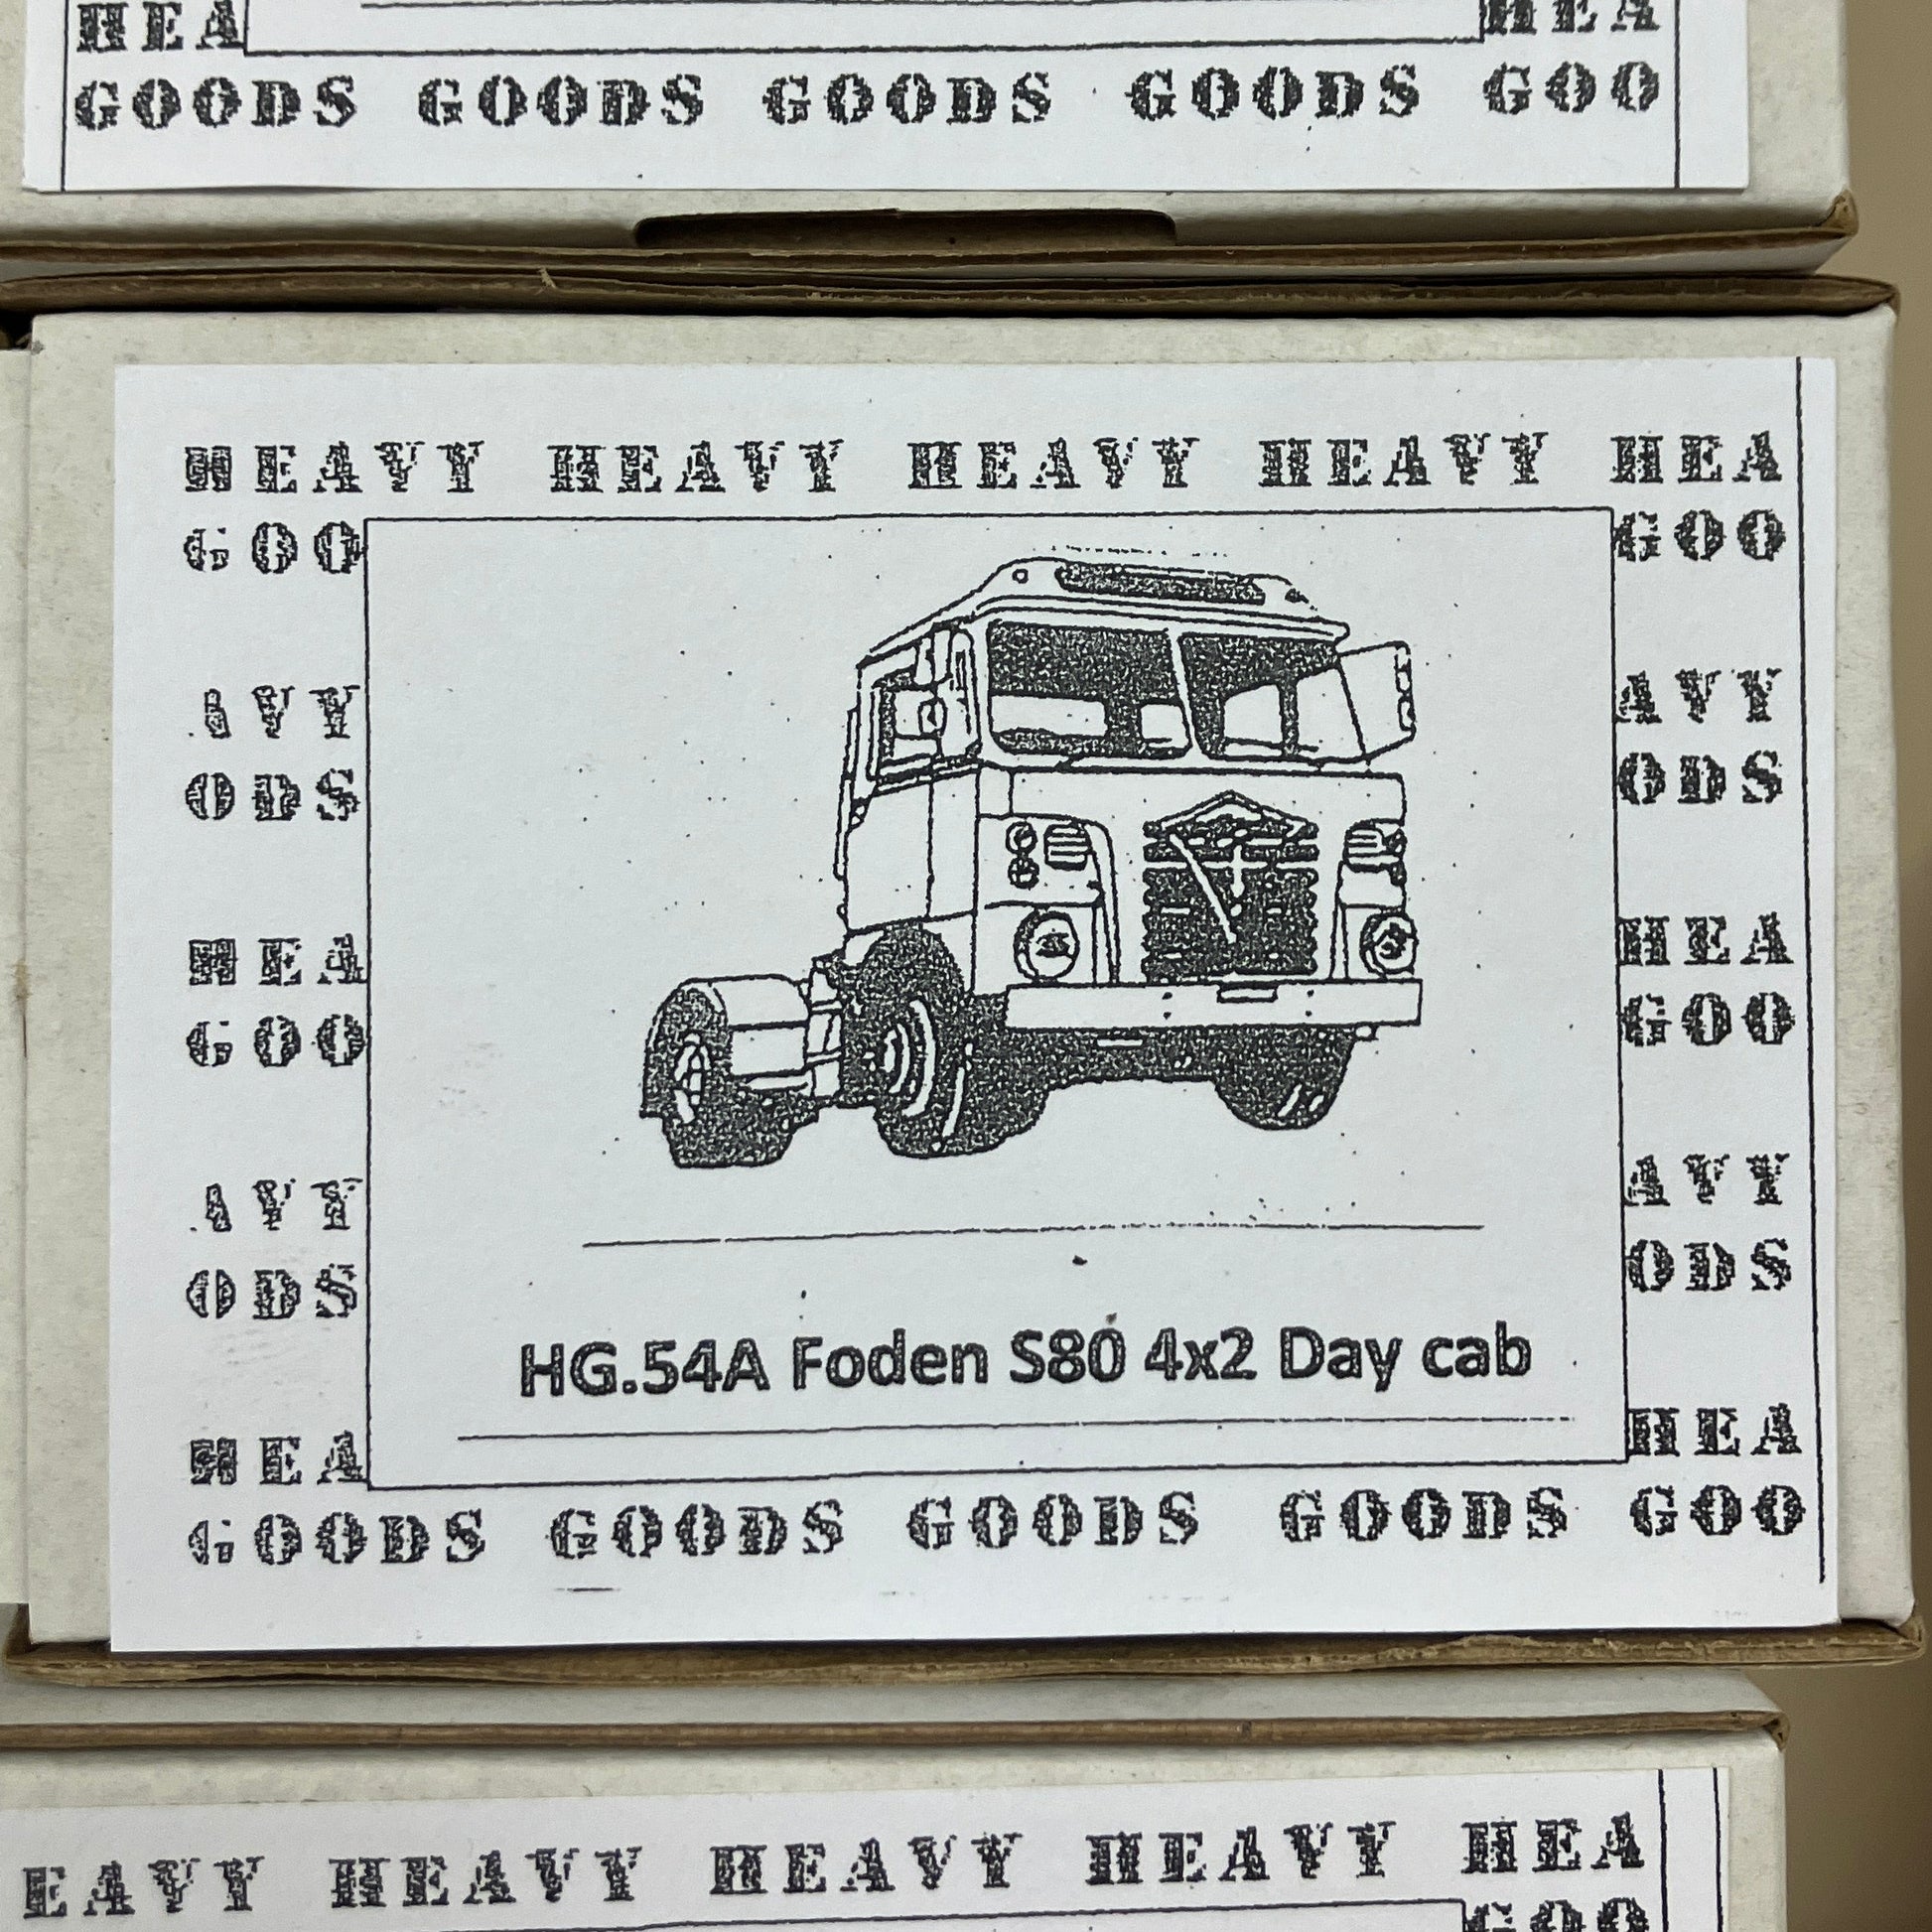 HEA HEA
GOODS GOODS GOODS GOODS GOO
HEAVY HEAVY HEAVY HEAVY HEA
GOO GOO
AVY AVY
ODS ODS
HEA HEA
GOO GOO
AVY AVY
ODS ODS
HG.54A Foden S80 4x2 Day cab
HEA HEA
GOODS GOODS GOODS GOODS GOO
EAVY HEAVY HEAVY HEAVY HEA
GOO